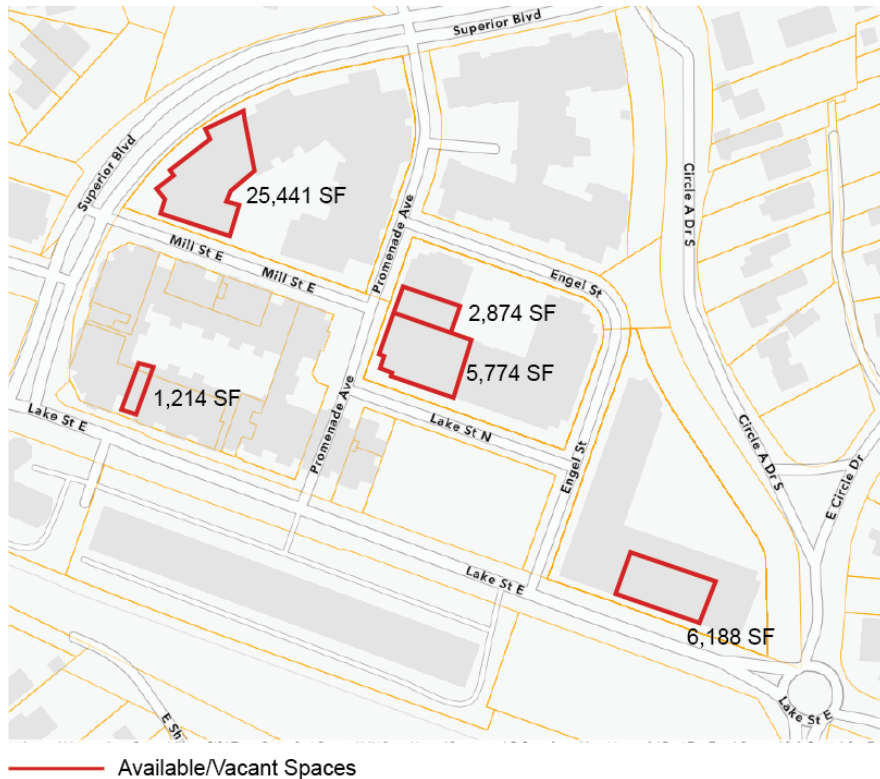 Superior Blvd
Superior Blvd
25,441 SF
Promenade Ave
Circle A Dr S
Mill St E
Mill St E
Engel St
2,874 SF
5,774 SF
1,214 SF
Lake St E
Promenade Ave
Lake St N
Engel St
Circle A Dr S
E Circle Dr
Lake St E
6,188 SF
E Sh
Lake St E
Available/Vacant Spaces